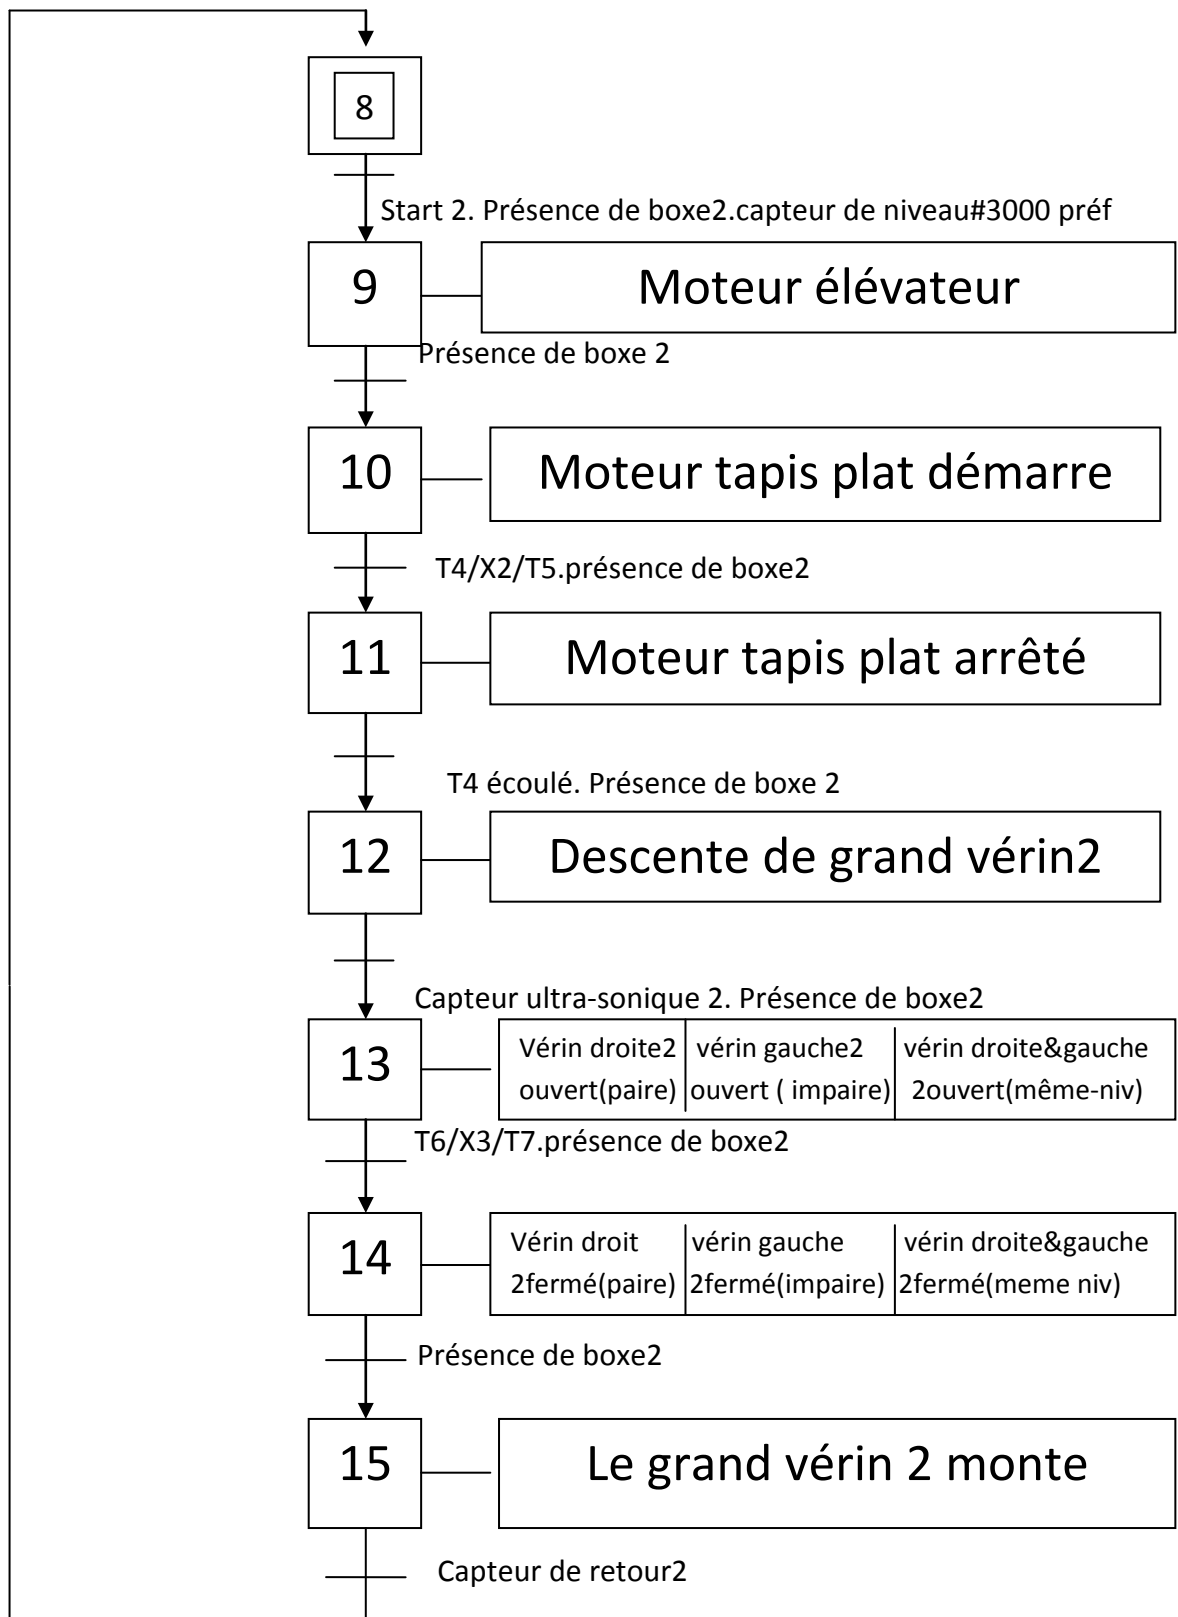 8
Start 2. Présence de boxe2.capteur de niveau#3000 préf
9
Moteur élévateur
Présence de boxe 2
10
Moteur tapis plat démarre
T4/X2/T5.présence de boxe2
11
Moteur tapis plat arrêté
T4 écoulé. Présence de boxe 2
12
Descente de grand vérin2
Capteur ultra-sonique 2. Présence de boxe2
13
Vérin droite2
ouvert(paire)
vérin gauche2
ouvert ( impaire)
vérin droite&gauche
2ouvert(même-niv)
T6/X3/T7.présence de boxe2
14
Vérin droit
2fermé(paire)
vérin gauche
2fermé(impaire)
vérin droite&gauche
2fermé(meme niv)
Présence de boxe2
15
Le grand vérin 2 monte
Capteur de retour2